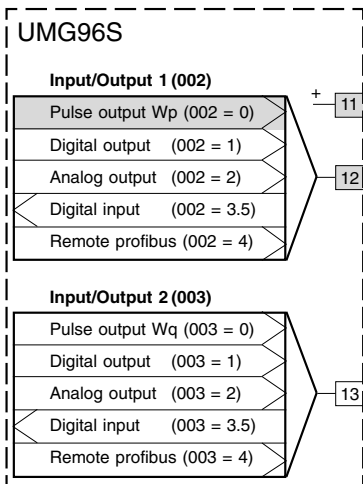 UMG96S
Input/Output 1 (002)
+
11
Pulse output Wp (002 = 0)
Digital output (002 = 1)
Analog output (002 = 2)
12
Digital input (002 = 3.5)
Remote profibus (002 = 4)
Input/Output 2 (003)
Pulse output Wq (003 = 0)
Digital output (003 = 1)
Analog output (003 = 2)
13
Digital input (003 = 3.5)
Remote profibus (003 = 4)